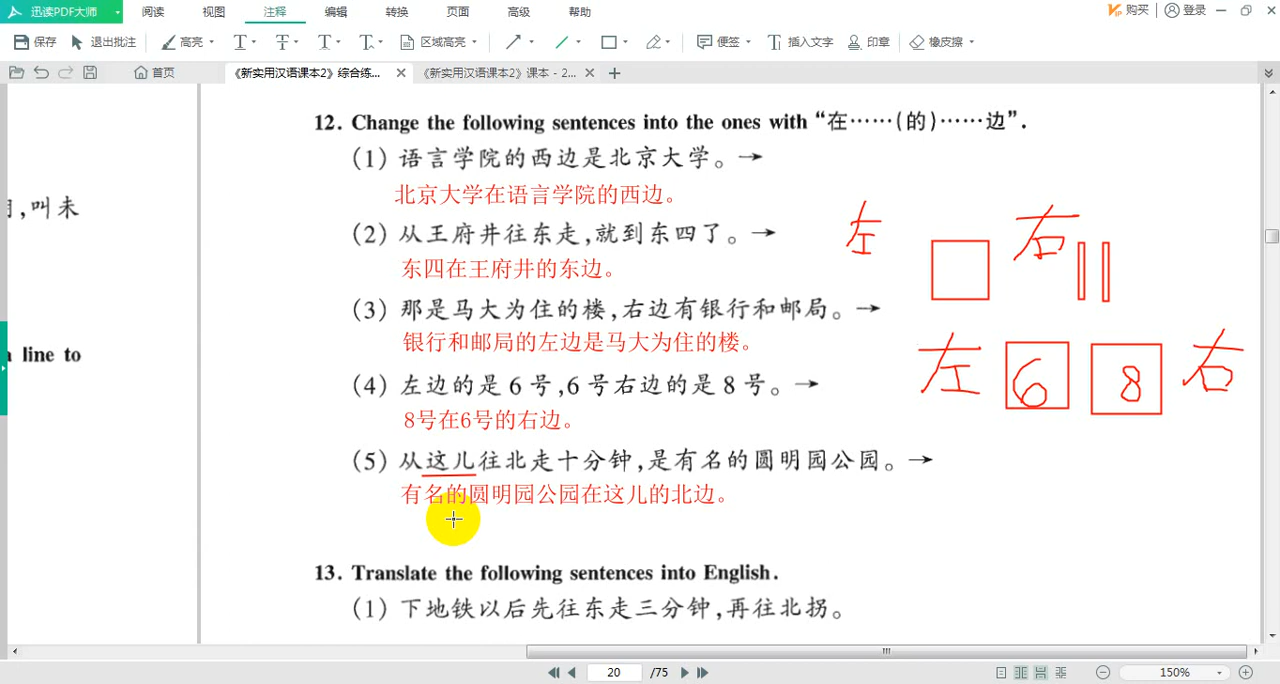 迅读PDF大师 阅读 视图 注释 编辑 转换 页面 高级 帮助 购买 登录
保存 退出批注 高亮 区域高亮 便签 插入文字 印章 橡皮擦
首页 《新实用汉语课本2》综合练... 《新实用汉语课本2》课本 - 2...
12. Change the following sentences into the ones with “在……(的)……边”.
(1) 语言学院的西边是北京大学。→
北京大学在语言学院的西边。
,叫未
(2) 从王府井往东走,就到东四了。→
左 右
东四在王府井的东边。
(3) 那是马大为住的楼,右边有银行和邮局。→
银行和邮局的左边是马大为住的楼。
line to
(4) 左边的是6号,6号右边的是8号。→
左 6 8 右
8号在6号的右边。
(5) 从这儿往北走十分钟,是有名的圆明园公园。→
有名的圆明园公园在这儿的北边。
13. Translate the following sentences into English.
(1) 下地铁以后先往东走三分钟,再往北拐。
20 /75 150%